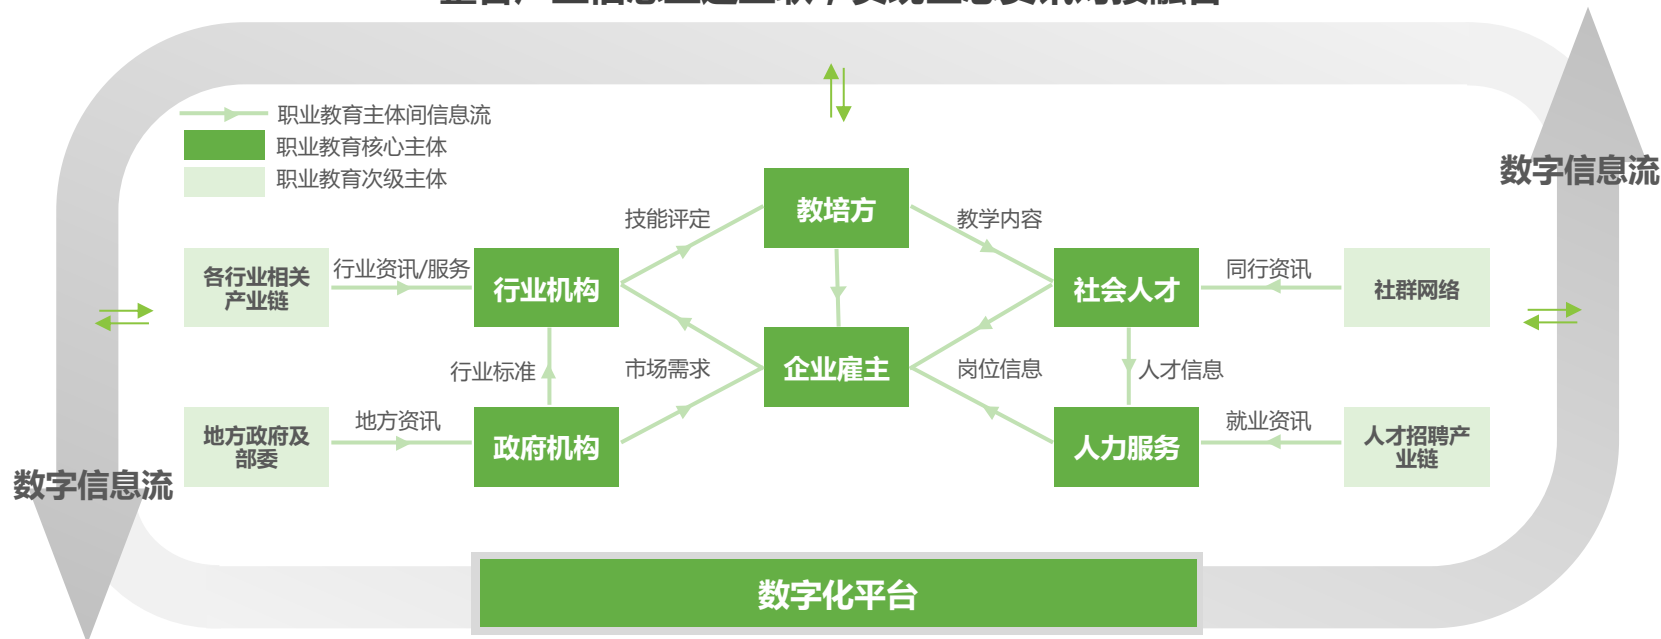 职业教育主体间信息流
职业教育核心主体
职业教育次级主体
数字信息流
教培方
技能评定
教学内容
各行业相关
产业链
行业资讯/服务
行业机构
社会人才
同行资讯
社群网络
行业标准
市场需求
企业雇主
岗位信息
人才信息
地方政府及
部委
地方资讯
政府机构
人力服务
就业资讯
人才招聘产
业链
数字信息流
数字化平台